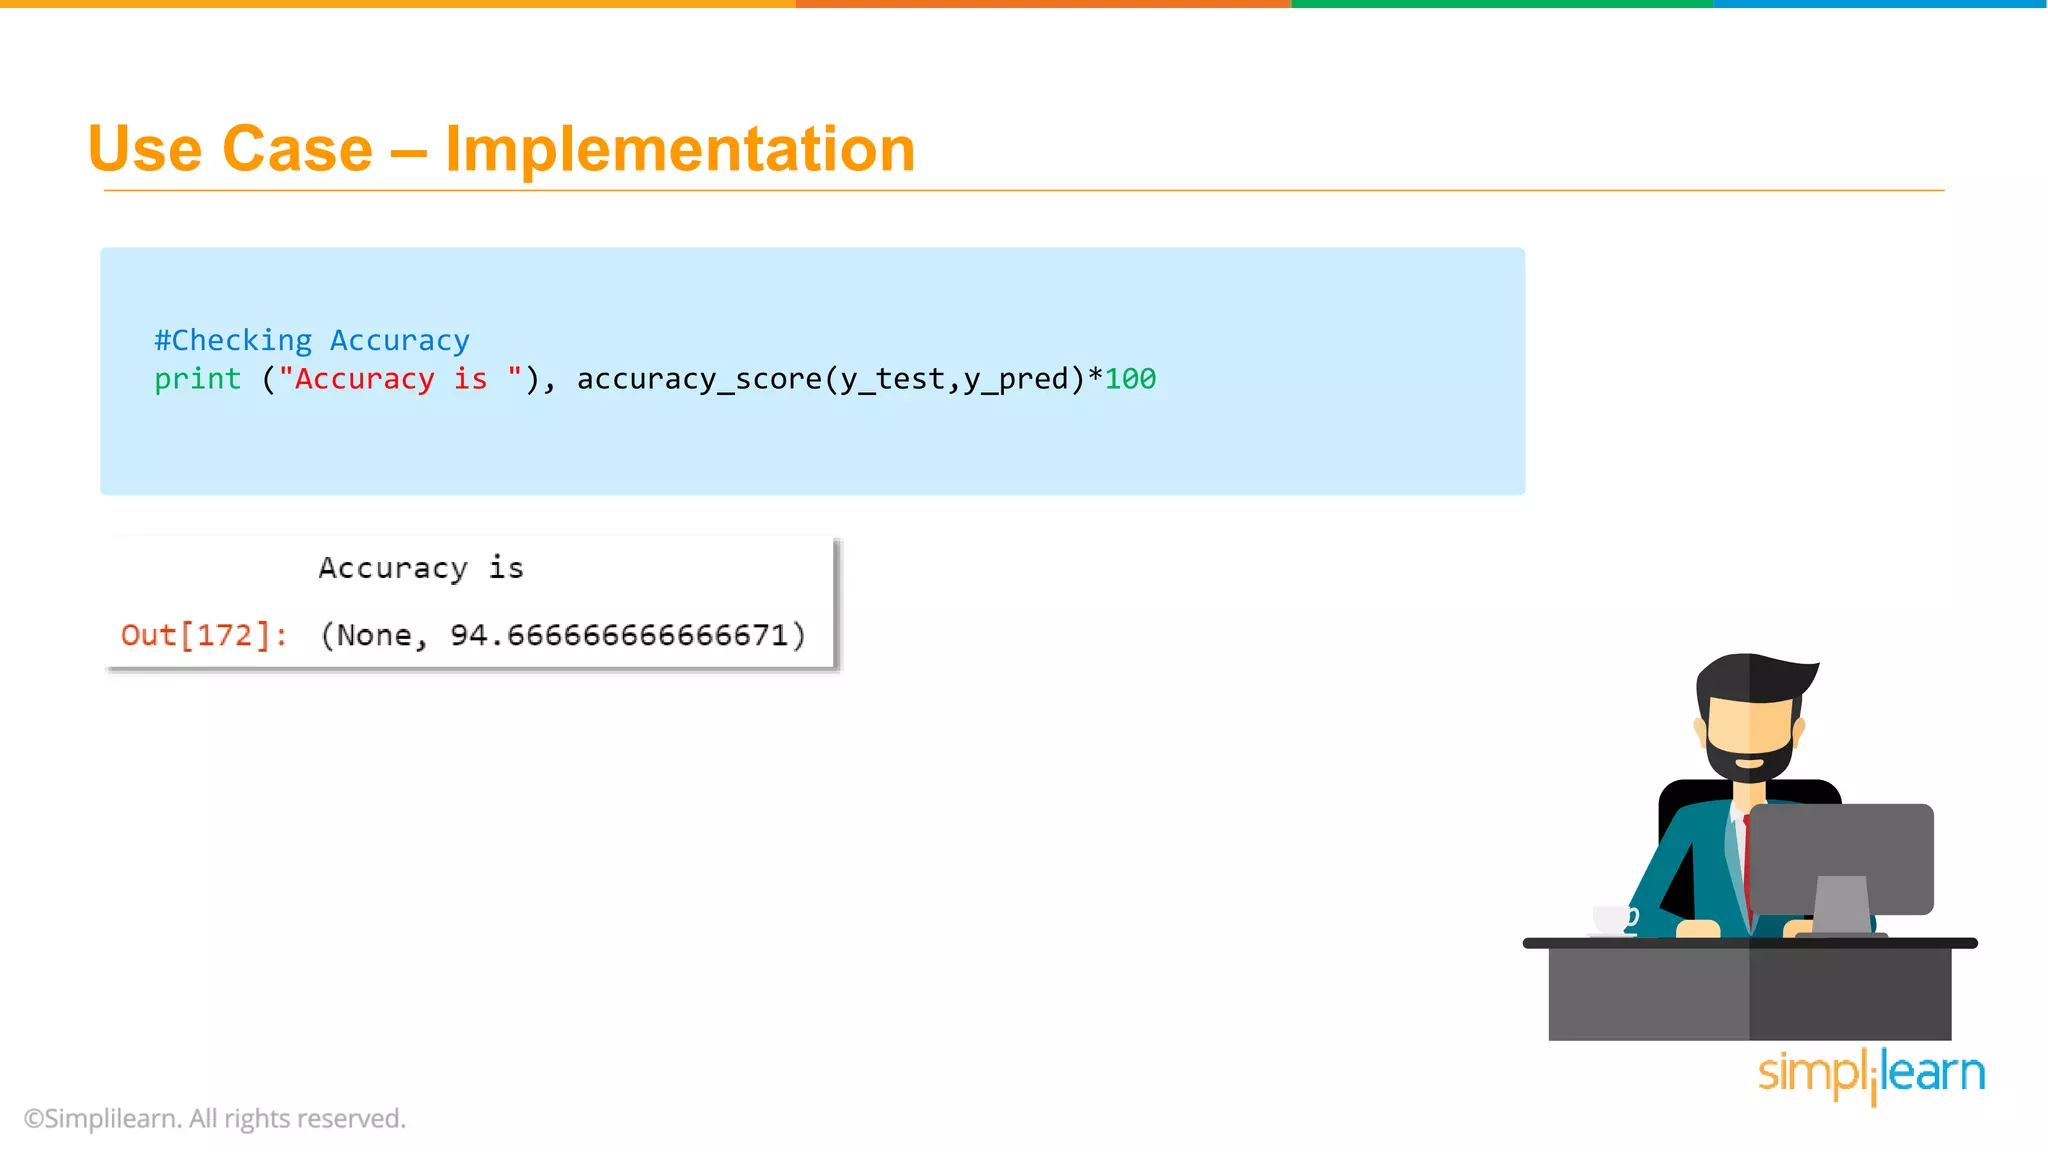 Use Case – Implementation
#Checking Accuracy
print ("Accuracy is "), accuracy_score(y_test,y_pred)*100
Accuracy is
Out[172]: (None, 94.666666666666671)
simplilearn
©Simplilearn. All rights reserved.